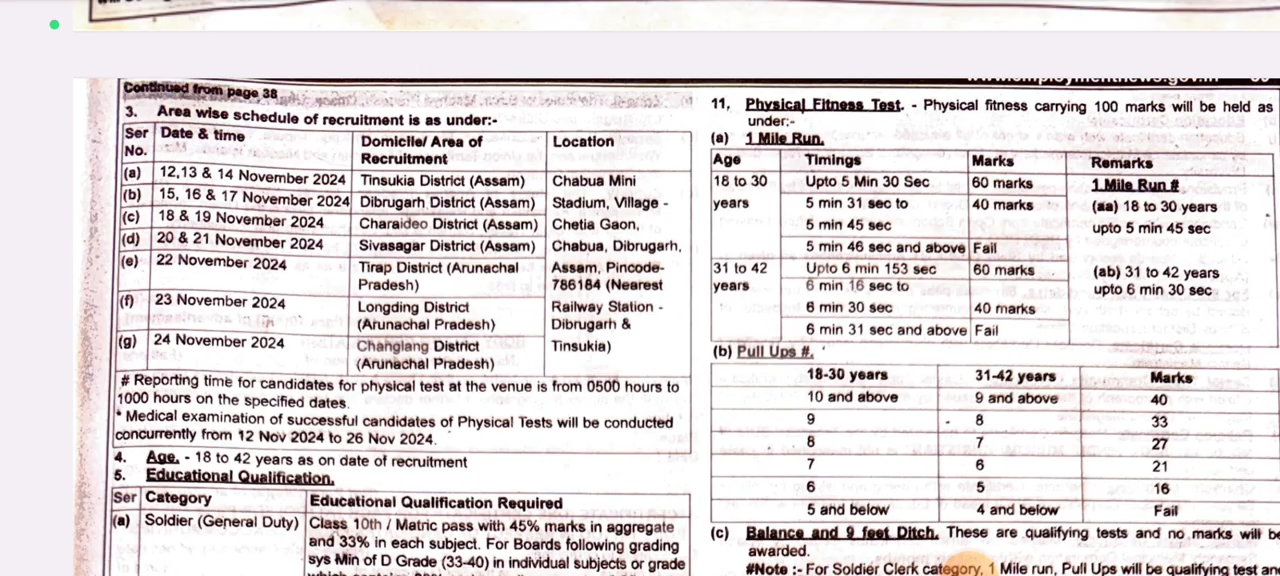 Continued from page 38
3. Area wise schedule of recruitment is as under:-
Ser No. Date & time Domicile/ Area of Recruitment Location
(a) 12,13 & 14 November 2024 Tinsukia District (Assam) Chabua Mini
(b) 15, 16 & 17 November 2024 Dibrugarh District (Assam) Stadium, Village -
(c) 18 & 19 November 2024 Charaideo District (Assam) Chetia Gaon,
(d) 20 & 21 November 2024 Sivasagar District (Assam) Chabua, Dibrugarh,
(e) 22 November 2024 Tirap District (Arunachal Assam, Pincode-
Pradesh) 786184 (Nearest
(f) 23 November 2024 Longding District Railway Station -
(Arunachal Pradesh) Dibrugarh &
(g) 24 November 2024 Changlang District Tinsukia)
(Arunachal Pradesh)
# Reporting time for candidates for physical test at the venue is from 0500 hours to
1000 hours on the specified dates.
* Medical examination of successful candidates of Physical Tests will be conducted
concurrently from 12 Nov 2024 to 26 Nov 2024.
4. Age. - 18 to 42 years as on date of recruitment
5. Educational Qualification.
Ser Category Educational Qualification Required
(a) Soldier (General Duty) Class 10th / Matric pass with 45% marks in aggregate
and 33% in each subject. For Boards following grading
sys Min of D Grade (33-40) in individual subjects or grade
www.employmentnews.gov.in
11, Physical Fitness Test. - Physical fitness carrying 100 marks will be held as
under:-
(a) 1 Mile Run.
Age Timings Marks Remarks
18 to 30 Upto 5 Min 30 Sec 60 marks 1 Mile Run #
years 5 min 31 sec to 40 marks (aa) 18 to 30 years
5 min 45 sec upto 5 min 45 sec
5 min 46 sec and above Fail
31 to 42 Upto 6 min 153 sec 60 marks (ab) 31 to 42 years
years 6 min 16 sec to upto 6 min 30 sec
6 min 30 sec 40 marks
6 min 31 sec and above Fail
(b) Pull Ups #.
18-30 years 31-42 years Marks
10 and above 9 and above 40
9 8 33
8 7 27
7 6 21
6 5 16
5 and below 4 and below Fail
(c) Balance and 9 feet Ditch. These are qualifying tests and no marks will be
awarded.
#Note :- For Soldier Clerk category, 1 Mile run, Pull Ups will be qualifying test and